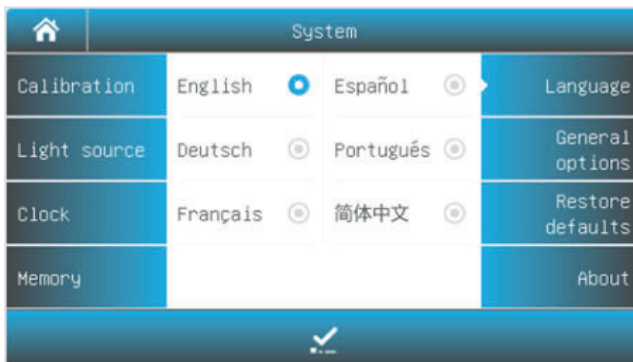 System
Calibration
English
Español
Language
Light source
Deutsch
Português
General
options
Clock
Français
简体中文
Restore
defaults
Memory
About